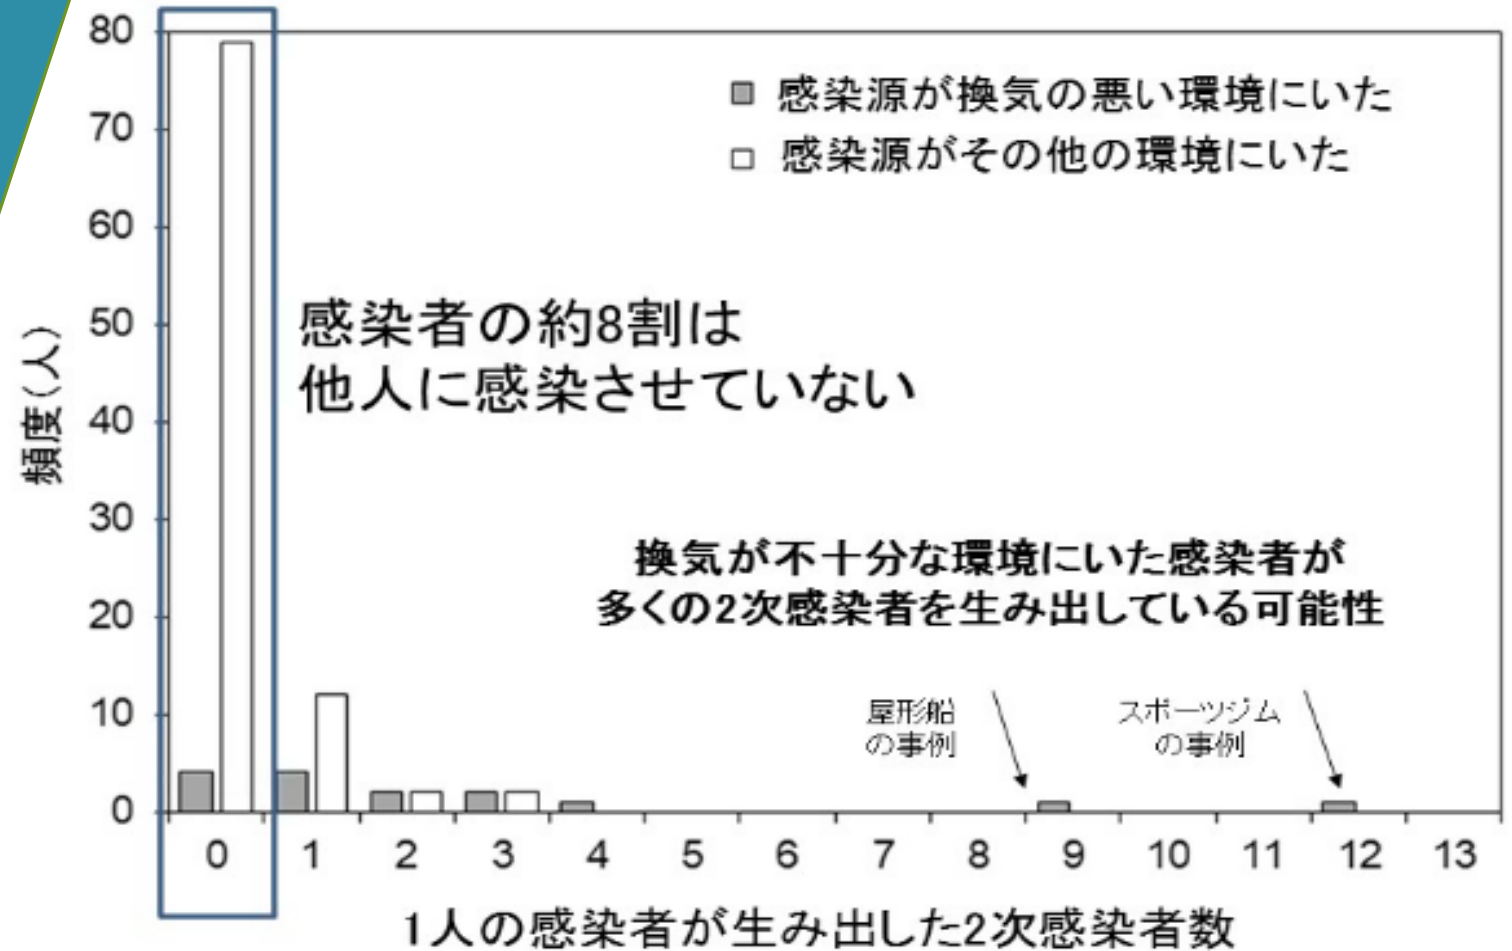 80
70
60
50
40
30
20
10
0
頻度(人)
感染源が換気の悪い環境にいた
感染源がその他の環境にいた
感染者の約8割は
他人に感染させていない
換気が不十分な環境にいた感染者が
多くの2次感染者を生み出している可能性
屋形船
の事例
スポーツジム
の事例
0 1 2 3 4 5 6 7 8 9 10 11 12 13
1人の感染者が生み出した2次感染者数